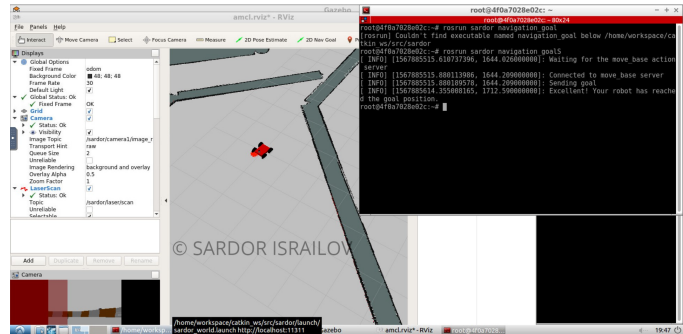 Gazebo
amcl.rviz* - RViz
File Panels Help
Interact Move Camera Select Focus Camera Measure 2D Pose Estimate 2D Nav Goal
Displays
Global Options
Fixed Frame odom
Background Color 48; 48; 48
Frame Rate 30
Default Light
Global Status: Ok
Fixed Frame OK
Grid
Camera
Status: Ok
Visibility
Image Topic /sardor/camera1/image_r
Transport Hint raw
Queue Size 2
Unreliable
Image Rendering background and overlay
Overlay Alpha 0.5
Zoom Factor 1
LaserScan
Status: Ok
Topic /sardor/laser/scan
Unreliable
Selectable
Add Duplicate Remove Rename
Camera
© SARDOR ISRAILOV
root@4f0a7028e02c: ~
root@4f0a7028e02c: ~ 80x24
root@4f0a7028e02c:~# rosrun sardor navigation_goal
[rosrun] Couldn't find executable named navigation_goal below /home/workspace/ca
tkin_ws/src/sardor
root@4f0a7028e02c:~# rosrun sardor navigation_goalS
[ INFO] [1567885515.610737396, 1644.026000000]: Waiting for the move_base action
server
[ INFO] [1567885515.880113986, 1644.209000000]: Connected to move_base server
[ INFO] [1567885515.880189578, 1644.209000000]: Sending goal
[ INFO] [1567885614.355008165, 1712.590000000]: Excellent! Your robot has reache
d the goal position.
root@4f0a7028e02c:~#
/home/workspace/catkin_ws/src/sardor/launch/
sardor_world.launch http://localhost:11311
/home/worksp... Gazebo amcl.rviz* - RViz root@4f0a7028... 19:47